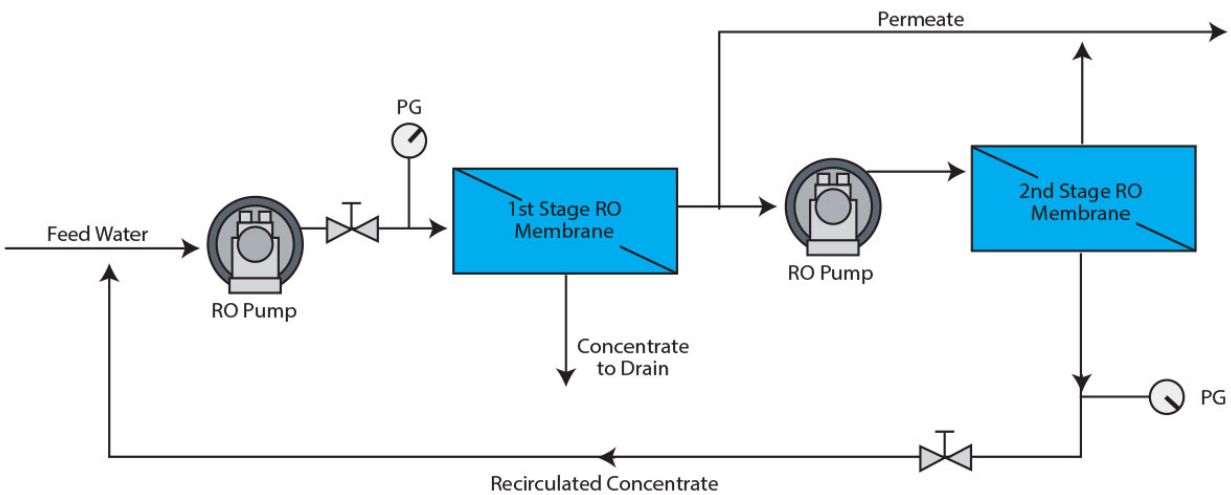 Permeate
PG
1st Stage RO
Membrane
2nd Stage RO
Membrane
Feed Water
RO Pump
RO Pump
Concentrate
to Drain
PG
Recirculated Concentrate